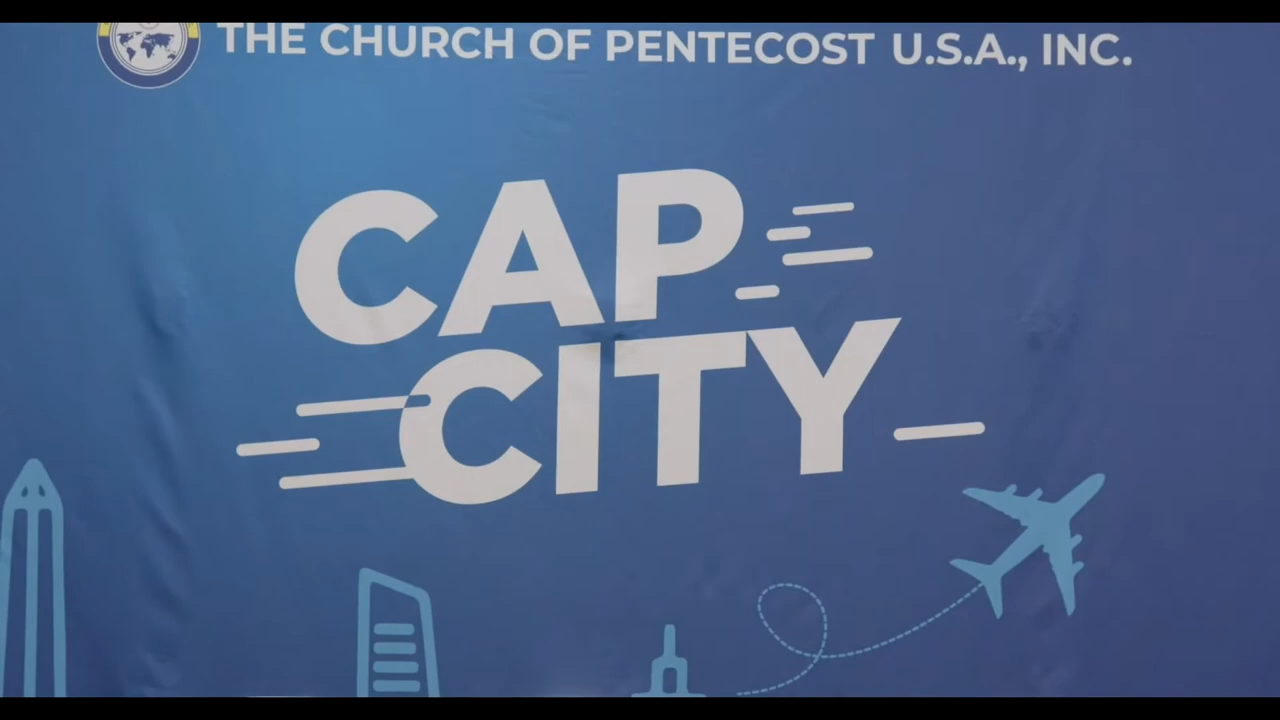 THE CHURCH OF PENTECOST U.S.A., INC.
CAP
CITY